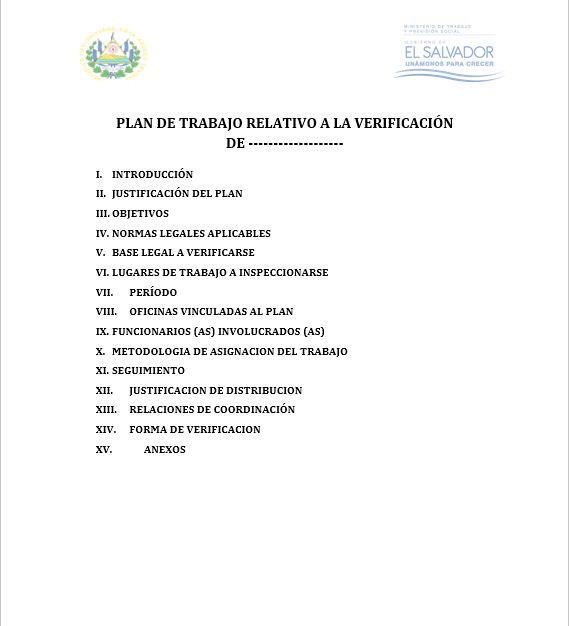 MINISTERIO DE TRABAJO
Y PREVISIÓN SOCIAL
GOBIERNO DE
EL SALVADOR
UNÁMONOS PARA CRECER
PLAN DE TRABAJO RELATIVO A LA VERIFICACIÓN
DE -------------------
I. INTRODUCCIÓN
II. JUSTIFICACIÓN DEL PLAN
III. OBJETIVOS
IV. NORMAS LEGALES APLICABLES
V. BASE LEGAL A VERIFICARSE
VI. LUGARES DE TRABAJO A INSPECCIONARSE
VII. PERÍODO
VIII. OFICINAS VINCULADAS AL PLAN
IX. FUNCIONARIOS (AS) INVOLUCRADOS (AS)
X. METODOLOGIA DE ASIGNACION DEL TRABAJO
XI. SEGUIMIENTO
XII. JUSTIFICACION DE DISTRIBUCION
XIII. RELACIONES DE COORDINACIÓN
XIV. FORMA DE VERIFICACION
XV. ANEXOS